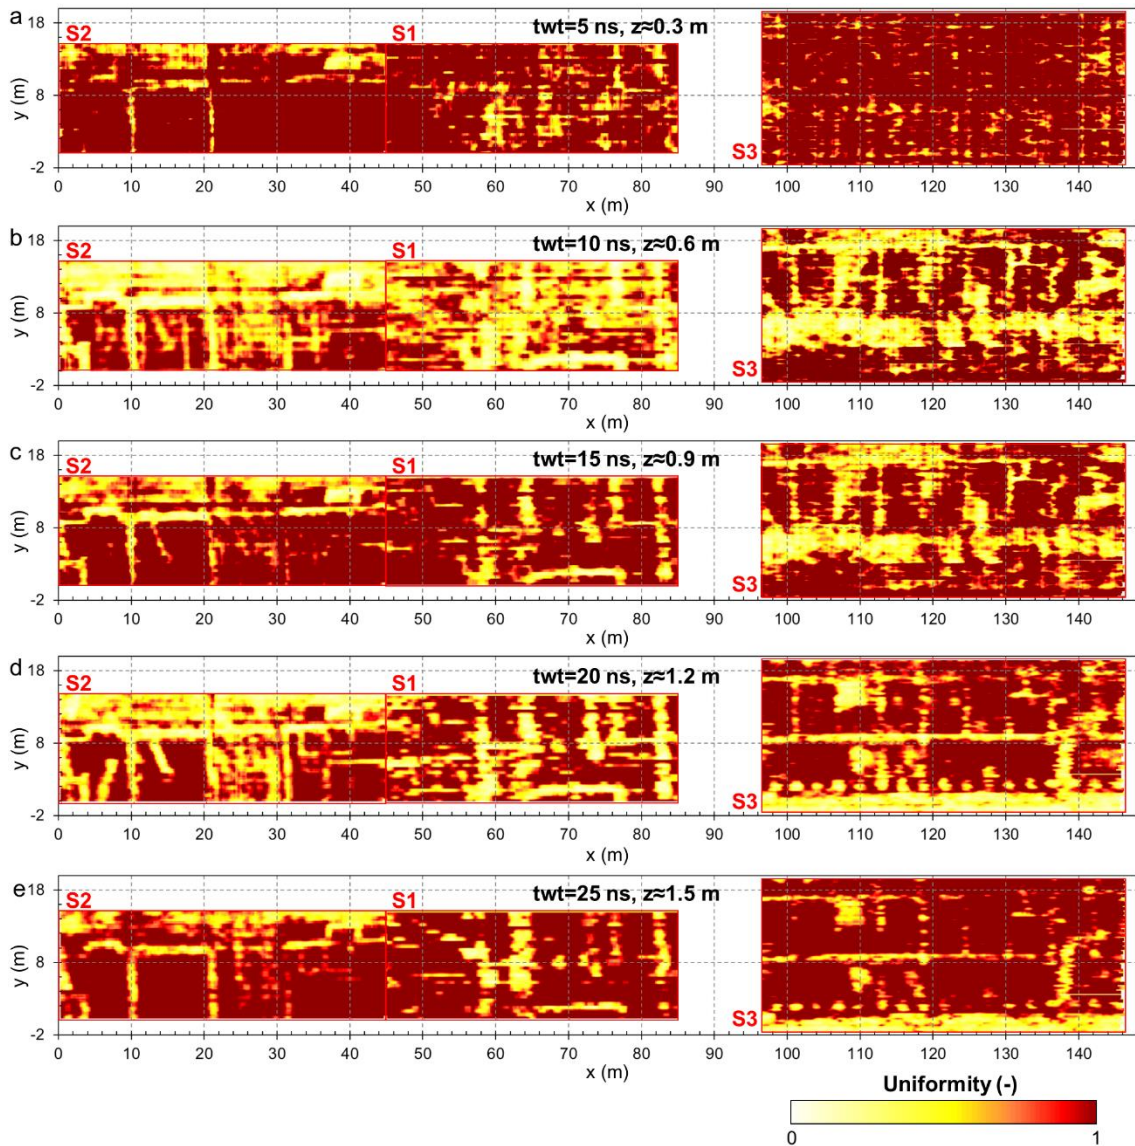 a
18
8
-2
y (m)
S2
S1
twt=5 ns, z≈0.3 m
S3
0 10 20 30 40 50 60 70 80 90 100 110 120 130 140
x (m)
b
18
8
-2
y (m)
S2
S1
twt=10 ns, z≈0.6 m
S3
0 10 20 30 40 50 60 70 80 90 100 110 120 130 140
x (m)
c
18
8
-2
y (m)
S2
S1
twt=15 ns, z≈0.9 m
S3
0 10 20 30 40 50 60 70 80 90 100 110 120 130 140
x (m)
d
18
8
-2
y (m)
S2
S1
twt=20 ns, z≈1.2 m
S3
0 10 20 30 40 50 60 70 80 90 100 110 120 130 140
x (m)
e
18
8
-2
y (m)
S2
S1
twt=25 ns, z≈1.5 m
S3
0 10 20 30 40 50 60 70 80 90 100 110 120 130 140
x (m)
Uniformity (-)
0 1